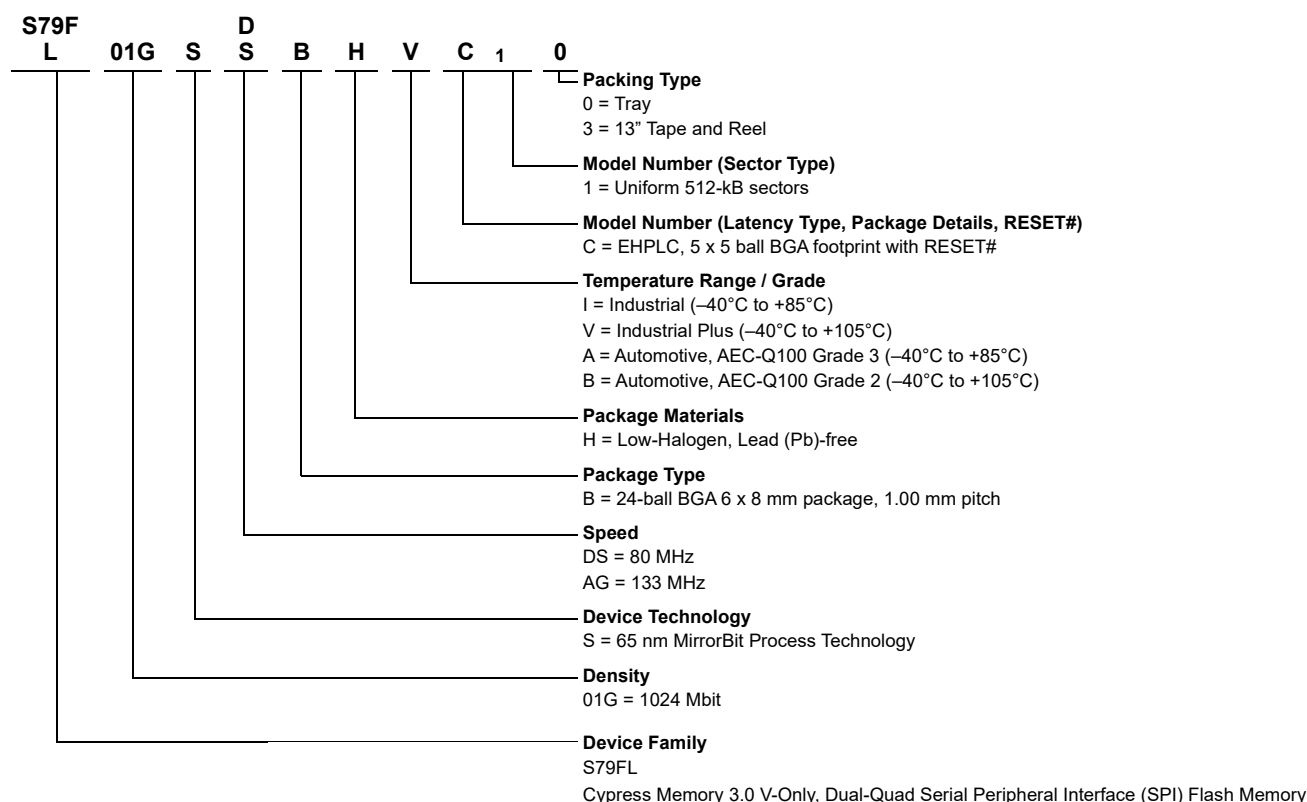 S79F D
L 01G S S B H V C 1 0
Packing Type
0 = Tray
3 = 13” Tape and Reel
Model Number (Sector Type)
1 = Uniform 512-kB sectors
Model Number (Latency Type, Package Details, RESET#)
C = EHPLC, 5 x 5 ball BGA footprint with RESET#
Temperature Range / Grade
I = Industrial (–40°C to +85°C)
V = Industrial Plus (–40°C to +105°C)
A = Automotive, AEC-Q100 Grade 3 (–40°C to +85°C)
B = Automotive, AEC-Q100 Grade 2 (–40°C to +105°C)
Package Materials
H = Low-Halogen, Lead (Pb)-free
Package Type
B = 24-ball BGA 6 x 8 mm package, 1.00 mm pitch
Speed
DS = 80 MHz
AG = 133 MHz
Device Technology
S = 65 nm MirrorBit Process Technology
Density
01G = 1024 Mbit
Device Family
S79FL
Cypress Memory 3.0 V-Only, Dual-Quad Serial Peripheral Interface (SPI) Flash Memory